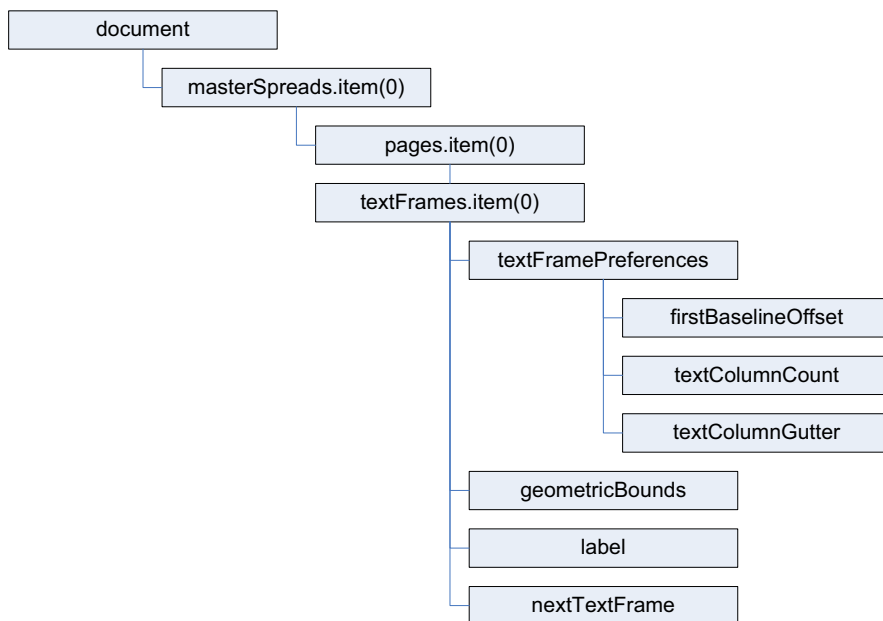 document
masterSpreads.item(0)
pages.item(0)
textFrames.item(0)
textFramePreferences
firstBaselineOffset
textColumnCount
textColumnGutter
geometricBounds
label
nextTextFrame